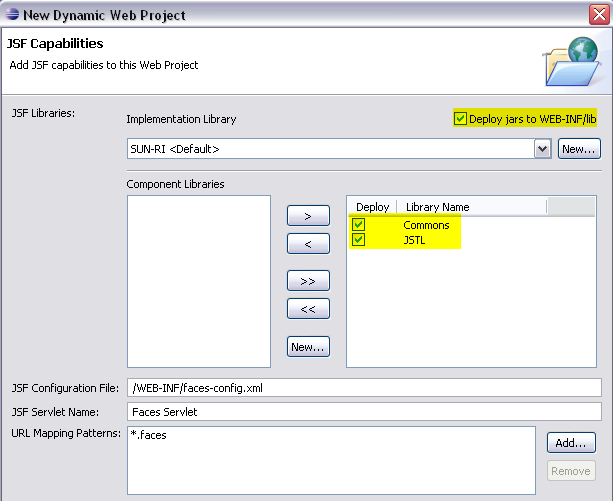 New Dynamic Web Project
JSF Capabilities
Add JSF capabilities to this Web Project
JSF Libraries:
Implementation Library
Deploy jars to WEB-INF/lib
SUN-RI <Default>
New...
Component Libraries
Deploy Library Name
>
Commons
<
JSTL
>>
<<
New...
JSF Configuration File: /WEB-INF/faces-config.xml
JSF Servlet Name: Faces Servlet
URL Mapping Patterns: *.faces
Add...
Remove